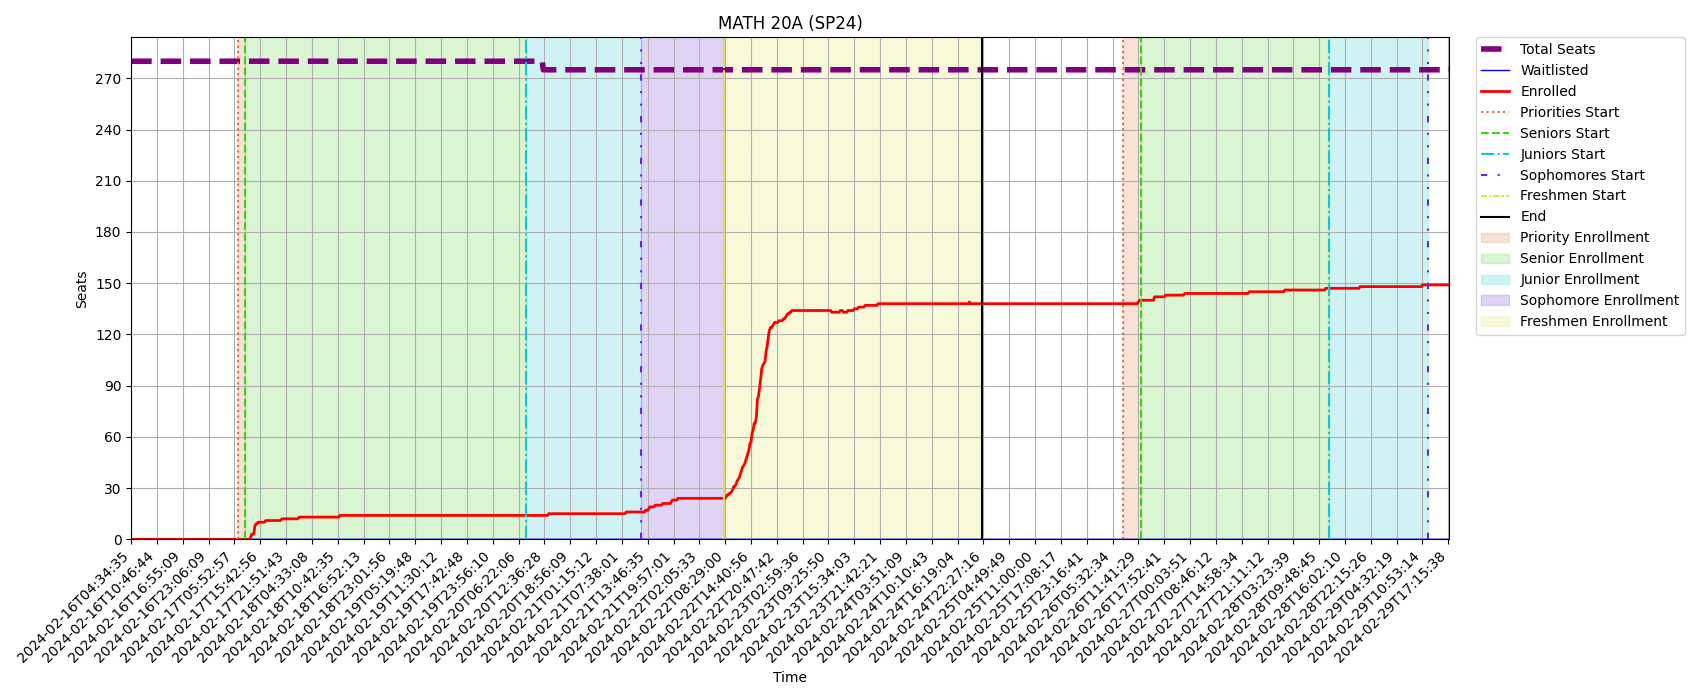 MATH 20A (SP24)
Seats
270
240
210
180
150
120
90
60
30
0
2024-02-16T04:34:35
2024-02-16T10:46:44
2024-02-16T16:55:09
2024-02-16T23:06:09
2024-02-17T05:52:57
2024-02-17T15:42:56
2024-02-17T21:51:43
2024-02-18T04:33:08
2024-02-18T10:42:35
2024-02-18T16:52:13
2024-02-18T23:01:56
2024-02-19T05:19:48
2024-02-19T11:30:12
2024-02-19T17:42:48
2024-02-19T23:56:10
2024-02-20T06:22:06
2024-02-20T12:36:28
2024-02-20T18:56:09
2024-02-21T01:15:12
2024-02-21T07:38:01
2024-02-21T13:46:35
2024-02-21T19:57:01
2024-02-22T02:05:33
2024-02-22T08:29:00
2024-02-22T14:40:56
2024-02-22T20:47:42
2024-02-23T02:59:36
2024-02-23T09:25:50
2024-02-23T15:34:03
2024-02-23T21:42:21
2024-02-24T03:51:09
2024-02-24T10:10:43
2024-02-24T16:19:04
2024-02-24T22:27:16
2024-02-25T04:49:49
2024-02-25T11:00:00
2024-02-25T17:08:17
2024-02-25T23:16:41
2024-02-26T05:32:34
2024-02-26T11:41:29
2024-02-26T17:52:41
2024-02-27T00:03:51
2024-02-27T08:46:12
2024-02-27T14:58:34
2024-02-27T21:11:12
2024-02-28T03:23:39
2024-02-28T09:48:45
2024-02-28T16:02:10
2024-02-28T22:15:26
2024-02-29T04:32:19
2024-02-29T10:53:14
2024-02-29T17:15:38
Time
Total Seats
Waitlisted
Enrolled
Priorities Start
Seniors Start
Juniors Start
Sophomores Start
Freshmen Start
End
Priority Enrollment
Senior Enrollment
Junior Enrollment
Sophomore Enrollment
Freshmen Enrollment